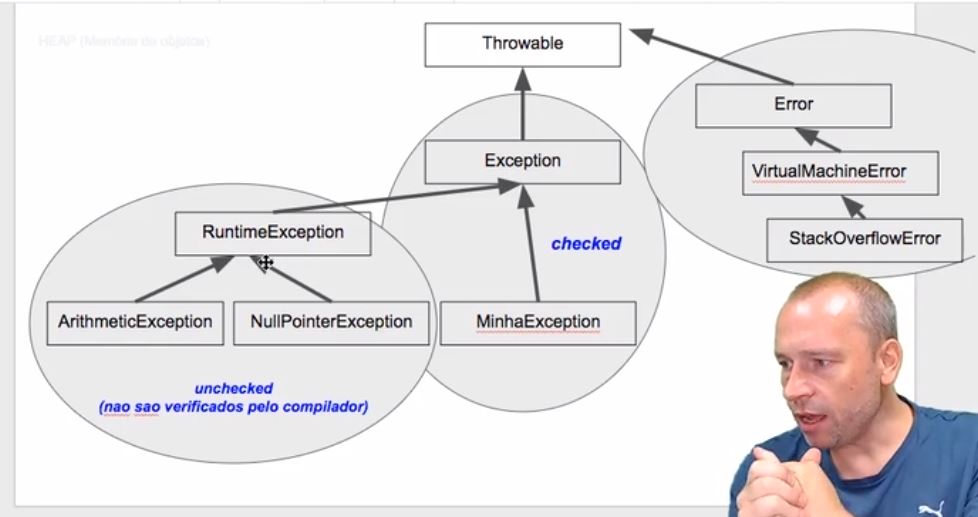 HEAP (Memória de objetos)
Throwable
Error
Exception
VirtualMachineError
RuntimeException
checked
StackOverflowError
ArithmeticException
NullPointerException
MinhaException
unchecked
(nao sao verificados pelo compilador)